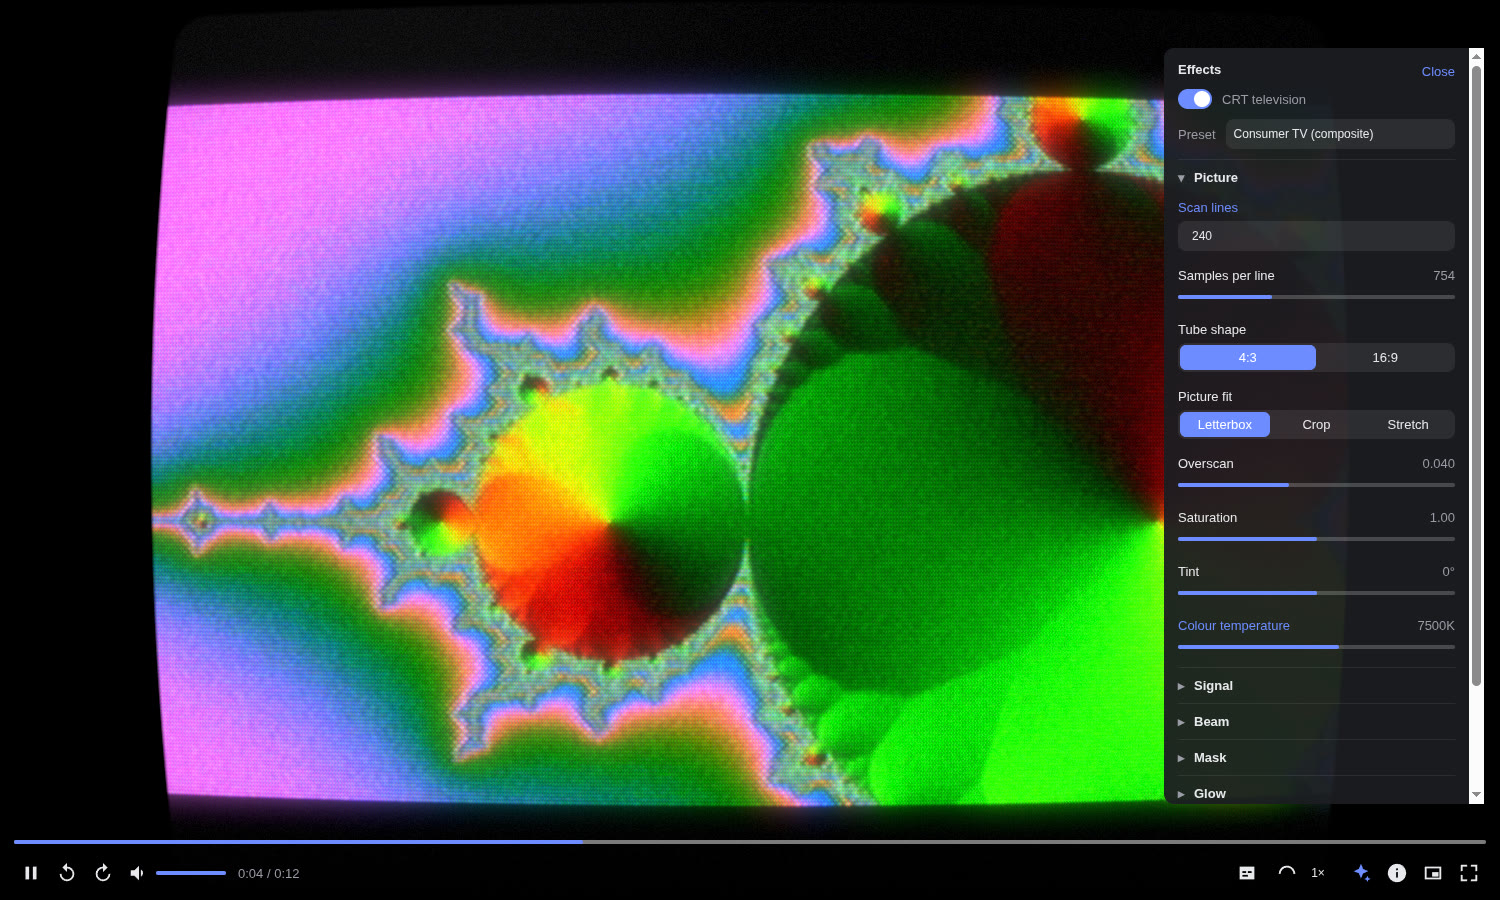 Effects
Close
CRT television
Preset
Consumer TV (composite)
Picture
Scan lines
240
Samples per line
754
Tube shape
4:3
16:9
Picture fit
Letterbox
Crop
Stretch
Overscan
0.040
Saturation
1.00
Tint
0°
Colour temperature
7500K
Signal
Beam
Mask
Glow
0:04 / 0:12
1×